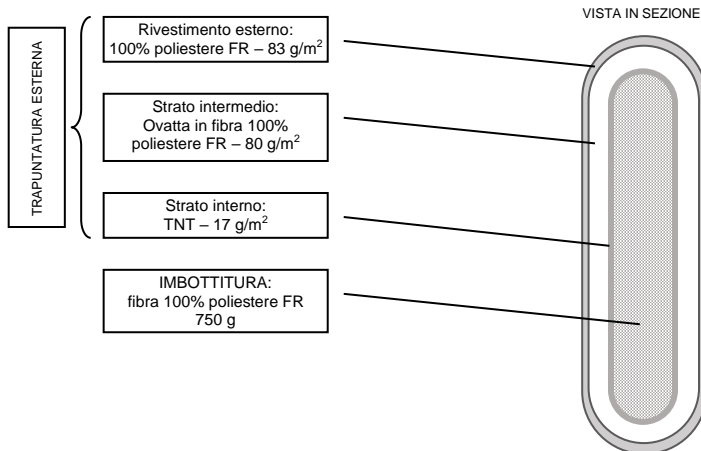 VISTA IN SEZIONE
TRAPUNTATURA ESTERNA
Rivestimento esterno:
100% poliestere FR – 83 g/m²
Strato intermedio:
Ovatta in fibra 100%
poliestere FR – 80 g/m²
Strato interno:
TNT – 17 g/m²
IMBOTTITURA:
fibra 100% poliestere FR
750 g